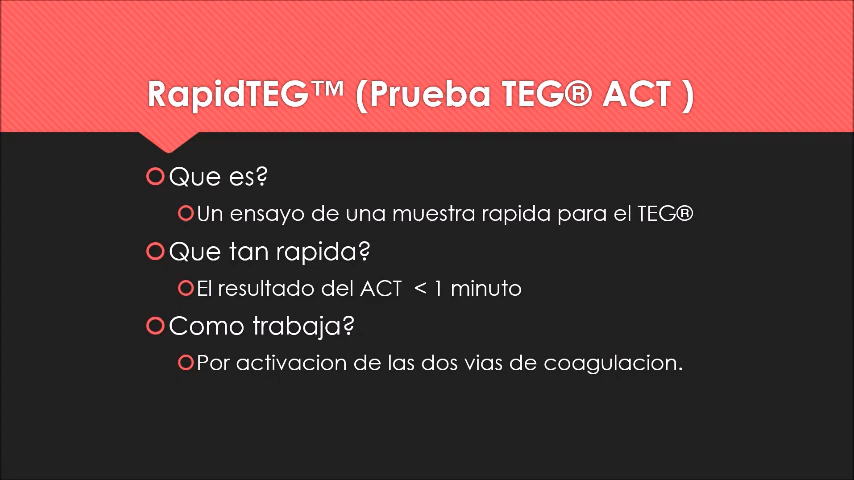 RapidTEG™ (Prueba TEG® ACT )
Que es?
Un ensayo de una muestra rapida para el TEG®
Que tan rapida?
El resultado del ACT < 1 minuto
Como trabaja?
Por activacion de las dos vias de coagulacion.